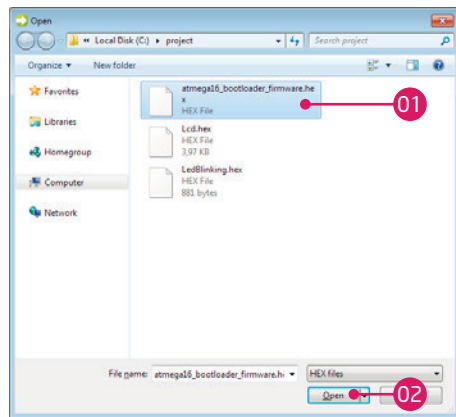 Open
Local Disk (C:) ▸ project
Search project
Organize
New folder
Favorites
Libraries
Homegroup
Computer
Network
atmega16_bootloader_firmware.he
x
HEX File
01
Lcd.hex
HEX File
3,97 KB
LedBlinking.hex
HEX File
881 bytes
File name:
atmega16_bootloader_firmware.h
HEX files
Open
02